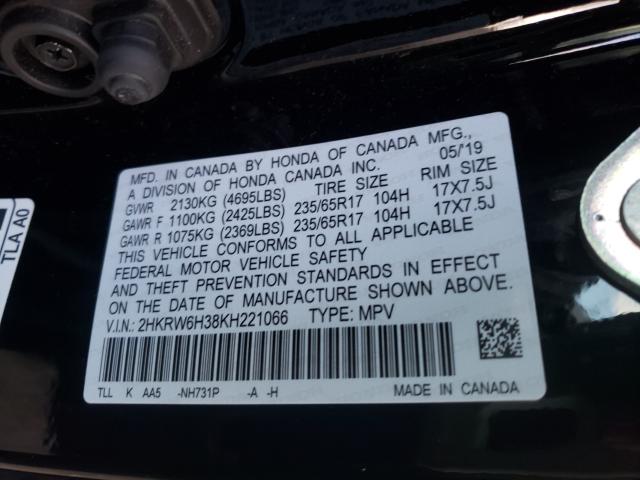 MFD. IN CANADA BY HONDA OF CANADA MFG.,
A DIVISION OF HONDA CANADA INC. 05/'19
GVWR 2130KG (4695LBS) TIRE SIZE RIM SIZE
GAWR F 1100KG (2425LBS) 235/65R17 104H 17X7.5J
GAWR R 1075KG (2369LBS) 235/65R17 104H 17X7.5J
THIS VEHICLE CONFORMS TO ALL APPLICABLE
FEDERAL MOTOR VEHICLE SAFETY
AND THEFT PREVENTION STANDARDS IN EFFECT
ON THE DATE OF MANUFACTURE SHOWN ABOVE.
V.I.N.: 2HKRW6H38KH221066 TYPE: MPV
TLL K AA5 -NH731P -A -H MADE IN CANADA
TLA A0